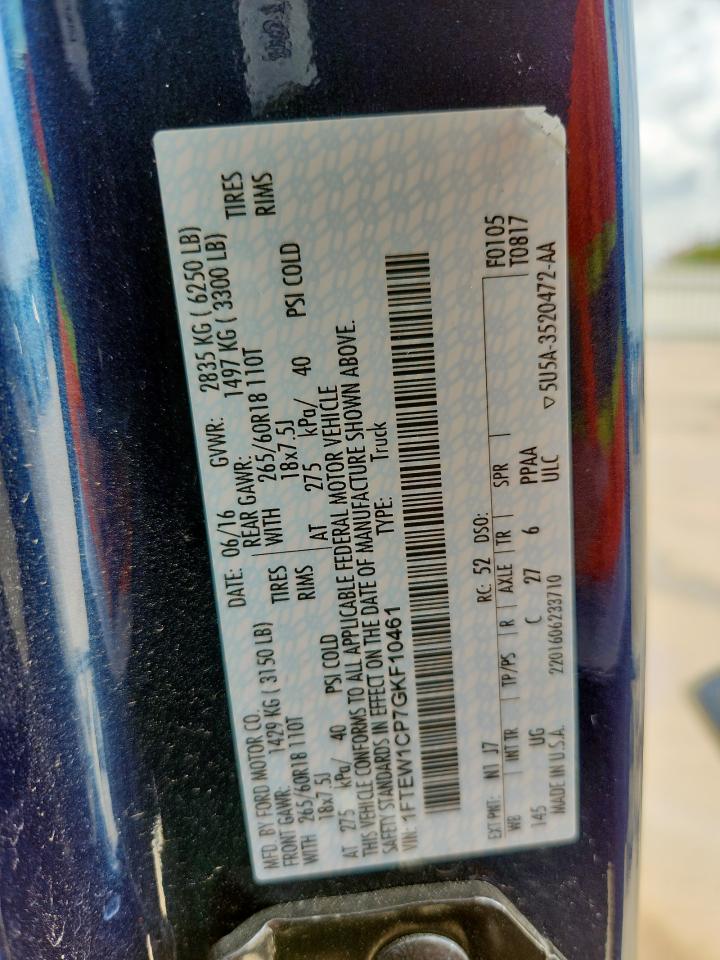 MFD. BY FORD MOTOR CO.
DATE: 06/16 GVWR: 2835 KG ( 6250 LB)
FRONT GAWR: 1429 KG ( 3150 LB) REAR GAWR: 1497 KG ( 3300 LB)
WITH 265/60R18 110T TIRES WITH 265/60R18 110T TIRES
18x7.5J RIMS 18x7.5J RIMS
AT 275 kPa/ 40 PSI COLD AT 275 kPa/ 40 PSI COLD
THIS VEHICLE CONFORMS TO ALL APPLICABLE FEDERAL MOTOR VEHICLE
SAFETY STANDARDS IN EFFECT ON THE DATE OF MANUFACTURE SHOWN ABOVE.
VIN: 1FTEW1CP7GKF10461 TYPE: Truck
EXT PNT: N1 J7 RC: 52 DSO: F0105
WB INT TR TP/PS R AXLE TR SPR T0817
145 UG C 27 6 PPAA
ULC
MADE IN U.S.A. 2201606233710 ▽ 5U5A-3520472-AA